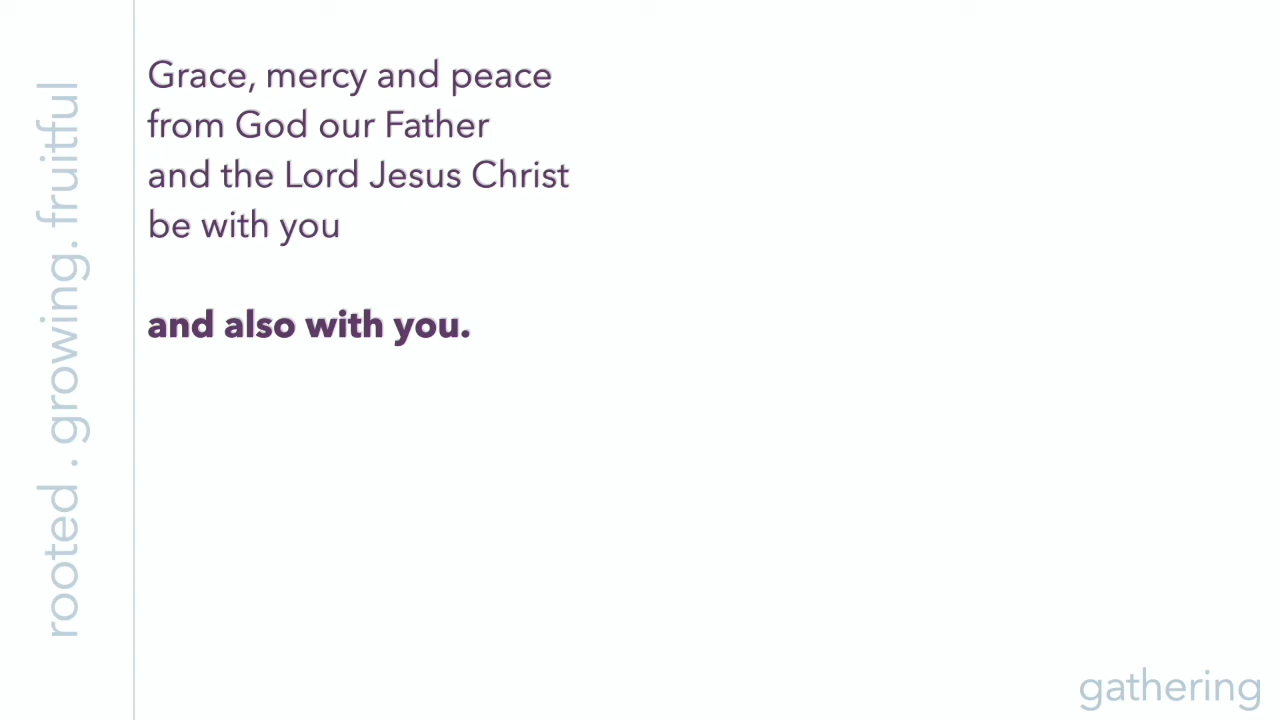 rooted . growing. fruitful
Grace, mercy and peace
from God our Father
and the Lord Jesus Christ
be with you
and also with you.
gathering